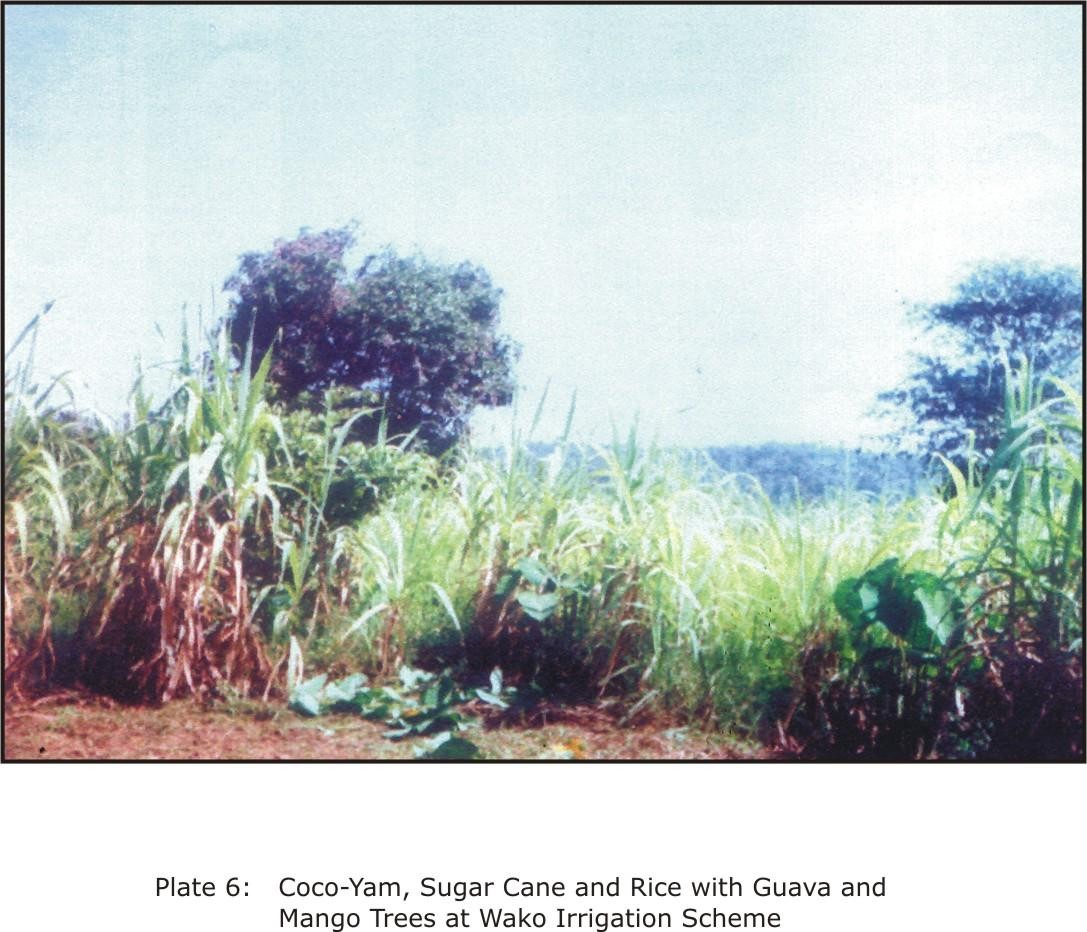 Plate 6: Coco-Yam, Sugar Cane and Rice with Guava and
Mango Trees at Wako Irrigation Scheme